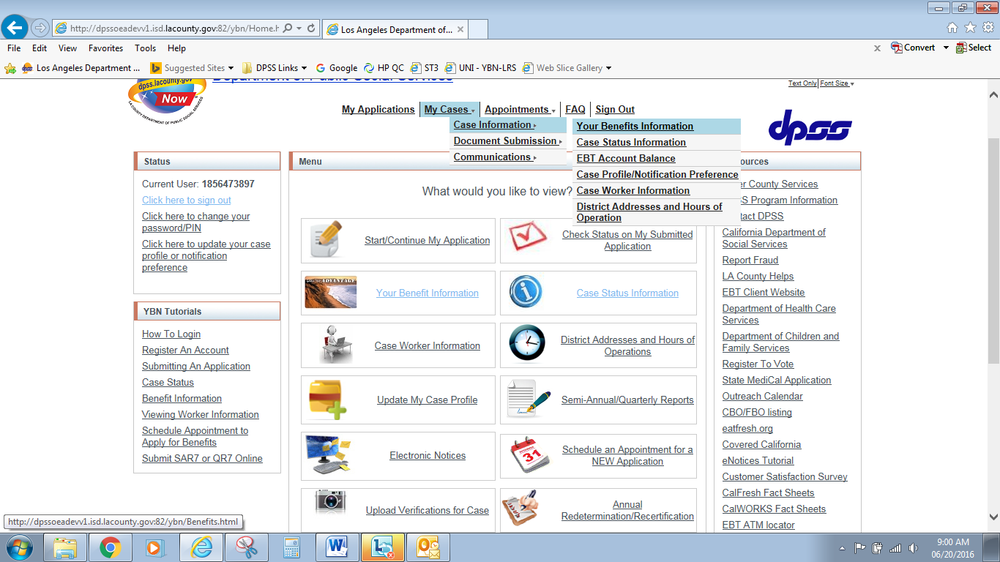 http://dpssoeadevv1.isd.lacounty.gov:82/ybn/Home.h
Los Angeles Department of...
File Edit View Favorites Tools Help
Convert Select
Los Angeles Department ... Suggested Sites DPSS Links Google HP QC ST3 UNI - YBN-LRS Web Slice Gallery
dpss.lacounty.gov
Now
LA COUNTY DEPARTMENT OF PUBLIC SOCIAL SERVICES
Department of Public Social Services
Text Only Font Size
My Applications My Cases Appointments FAQ Sign Out
dpss
Case Information
Document Submission
Communications
Your Benefits Information
Case Status Information
EBT Account Balance
Case Profile/Notification Preference
Case Worker Information
District Addresses and Hours of
Operation
Status
Current User: 1856473897
Click here to sign out
Click here to change your
password/PIN
Click here to update your case
profile or notification
preference
YBN Tutorials
How To Login
Register An Account
Submitting An Application
Case Status
Benefit Information
Viewing Worker Information
Schedule Appointment to
Apply for Benefits
Submit SAR7 or QR7 Online
Menu
What would you like to view?
Start/Continue My Application
Check Status on My Submitted
Application
ADVANTAGE
Your Benefit Information
Case Status Information
Case Worker Information
District Addresses and Hours of
Operations
Update My Case Profile
Semi-Annual/Quarterly Reports
Electronic Notices
31
Schedule an Appointment for a
NEW Application
Upload Verifications for Case
Annual
Redetermination/Recertification
ources
er County Services
S Program Information
tact DPSS
California Department of
Social Services
Report Fraud
LA County Helps
EBT Client Website
Department of Health Care
Services
Department of Children and
Family Services
Register To Vote
State MediCal Application
Outreach Calendar
CBO/FBO listing
eatfresh.org
Covered California
eNotices Tutorial
Customer Satisfaction Survey
CalFresh Fact Sheets
CalWORKS Fact Sheets
EBT ATM locator
http://dpssoeadevv1.isd.lacounty.gov:82/ybn/Benefits.html
9:00 AM
06/20/2016